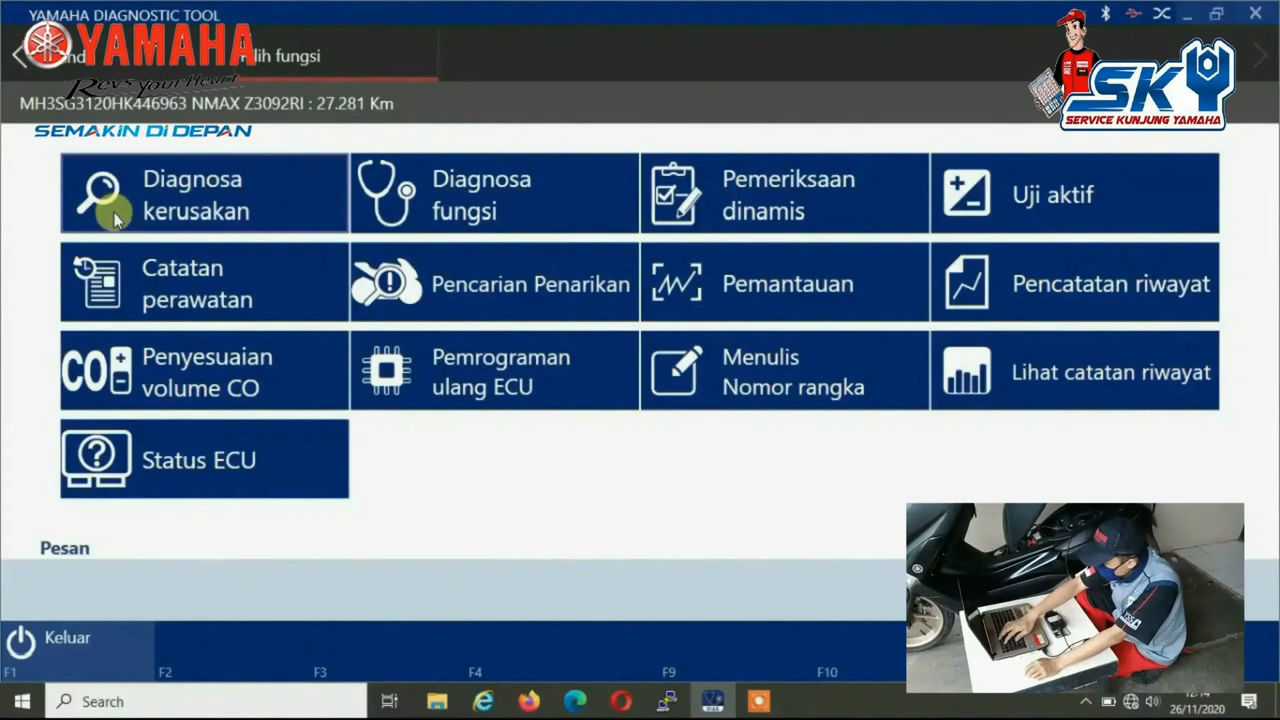 YAMAHA DIAGNOSTIC TOOL
YAMAHA
Revs your Heart
SEMAKIN DI DEPAN
lih fungsi
MH3SG3120HK446963 NMAX Z3092RI : 27.281 Km
SKY
SERVICE KUNJUNG YAMAHA
Diagnosa
kerusakan
Diagnosa
fungsi
Pemeriksaan
dinamis
Uji aktif
Catatan
perawatan
Pencarian Penarikan
Pemantauan
Pencatatan riwayat
CO
Penyesuaian
volume CO
Pemrograman
ulang ECU
Menulis
Nomor rangka
Lihat catatan riwayat
Status ECU
Pesan
Keluar
F1
F2
F3
F4
F9
F10
Search
12:14
26/11/2020